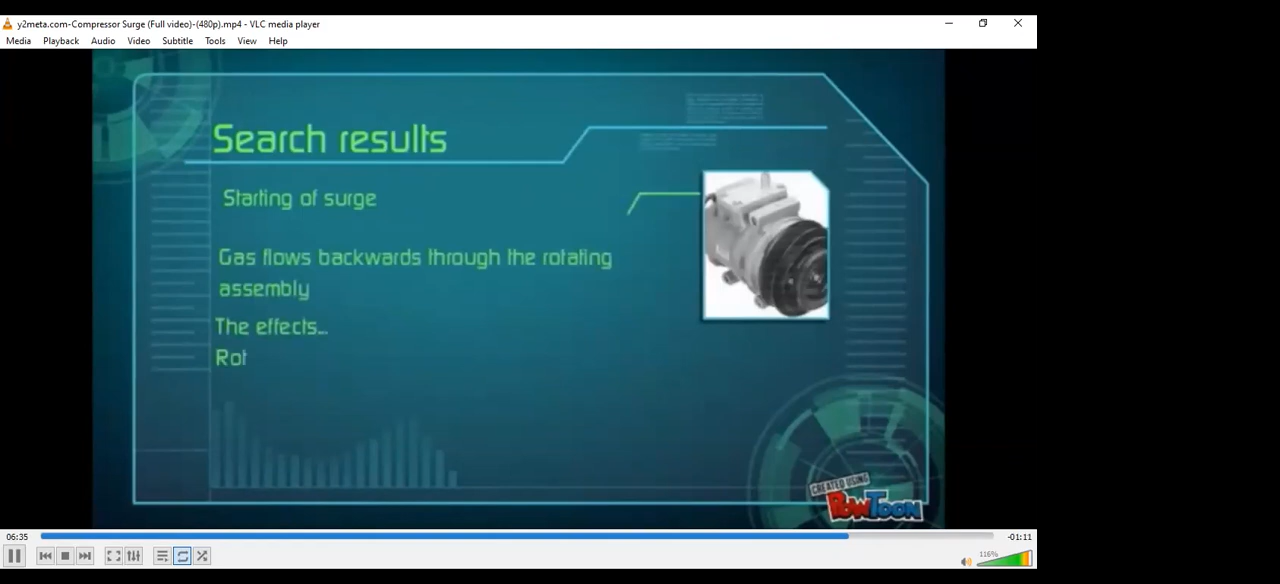 y2meta.com-Compressor Surge (Full video)-(480p).mp4 - VLC media player
Media Playback Audio Video Subtitle Tools View Help
Search results
Starting of surge
Gas flows backwards through the rotating
assembly
The effects...
Rot
CREATED USING
POWTOON
06:35
-01:11
116%